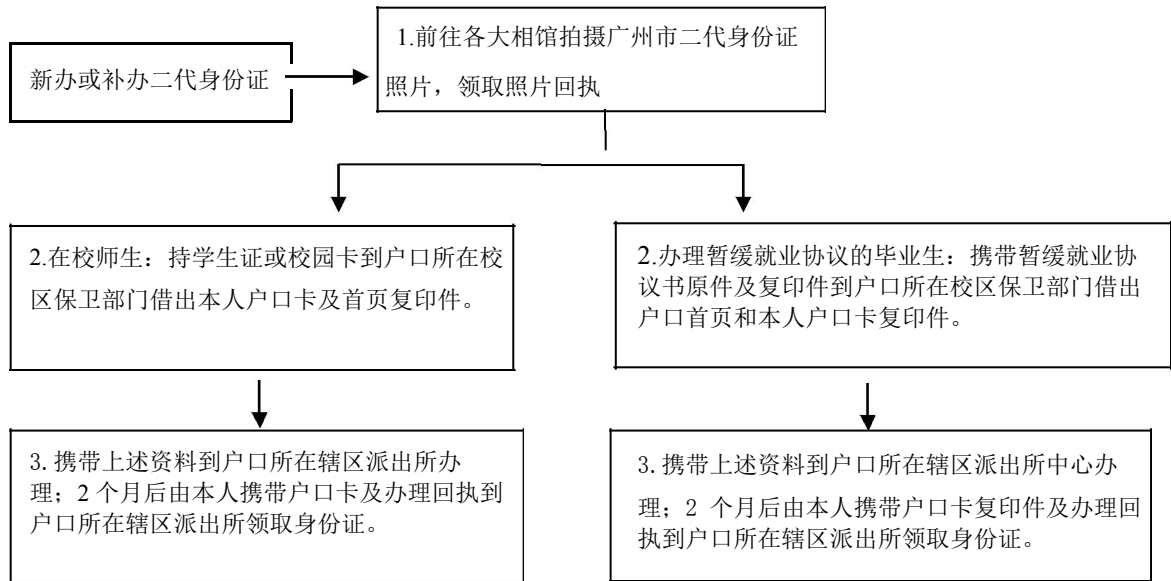 新办或补办二代身份证
1.前往各大相馆拍摄广州市二代身份证
照片，领取照片回执
2.在校师生：持学生证或校园卡到户口所在校
区保卫部门借出本人户口卡及首页复印件。
2.办理暂缓就业协议的毕业生：携带暂缓就业协
议书原件及复印件到户口所在校区保卫部门借出
户口首页和本人户口卡复印件。
3.携带上述资料到户口所在辖区派出所办
理；2 个月后由本人携带户口卡及办理回执到
户口所在辖区派出所领取身份证。
3.携带上述资料到户口所在辖区派出所中心办
理；2 个月后由本人携带户口卡复印件及办理回
执到户口所在辖区派出所领取身份证。